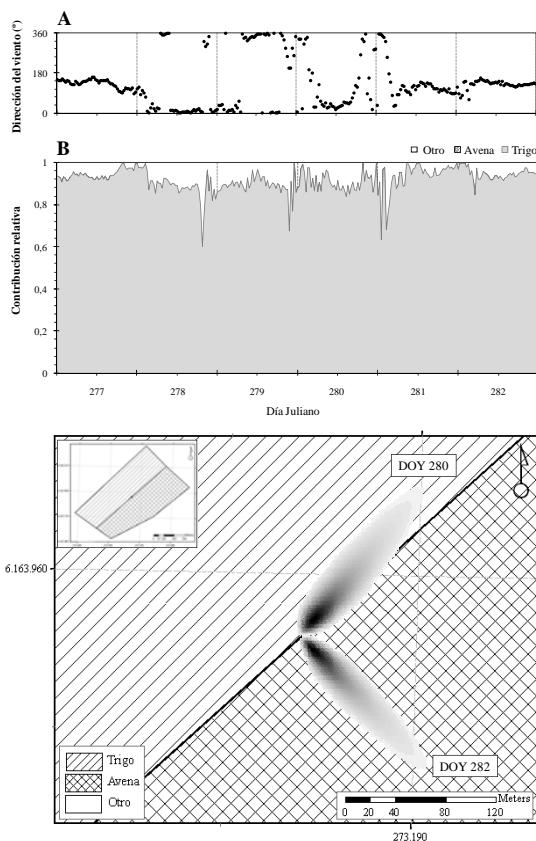 A
Dirección del viento (°)
360
180
0
B
Otro Avena Trigo
Contribución relativa
1
0,8
0,6
0,4
0,2
0
277 278 279 280 281 282
Día Juliano
DOY 280
6.163.960
DOY 282
Trigo
Avena
Otro
Meters
0 20 40 80 120
273.190